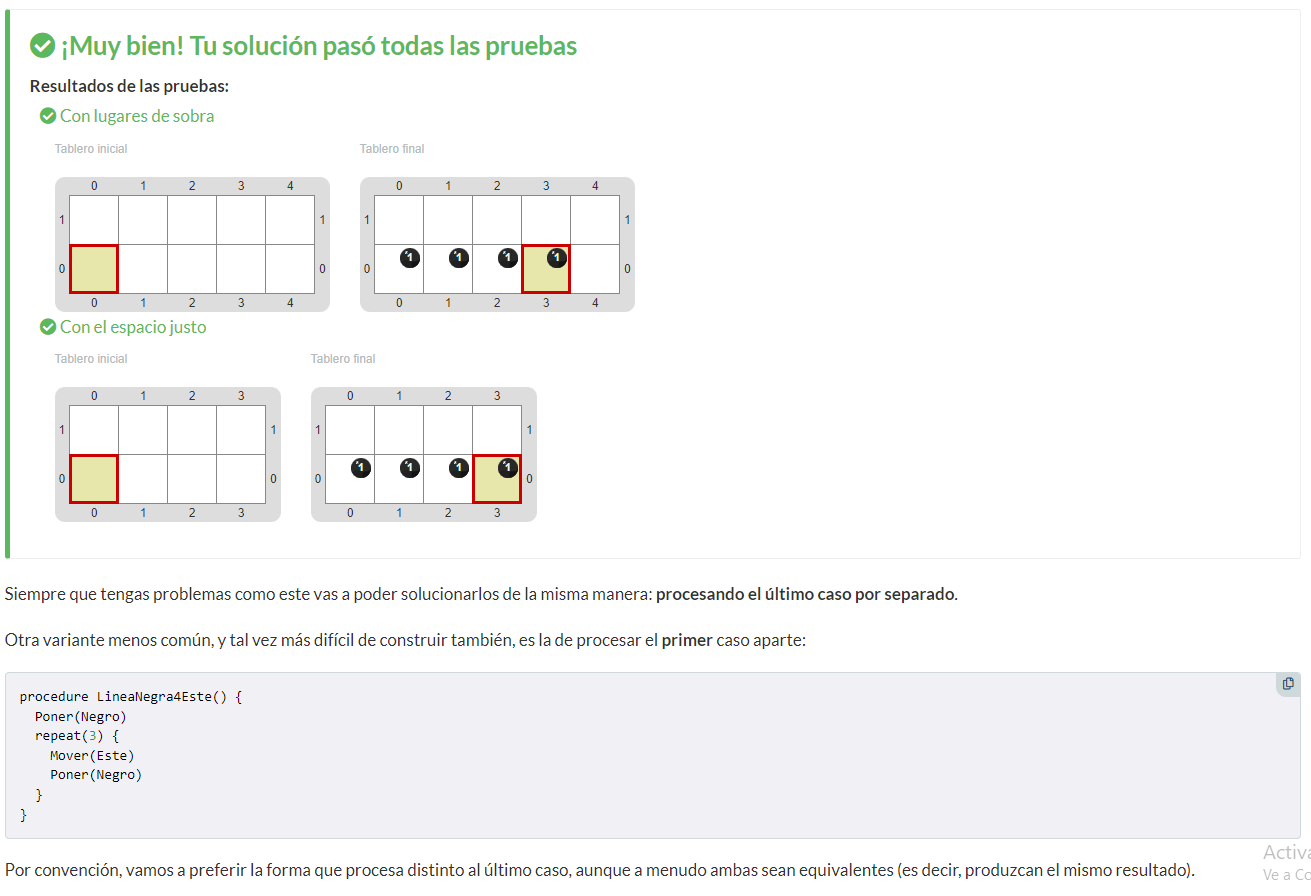 ¡Muy bien! Tu solución pasó todas las pruebas
Resultados de las pruebas:
Con lugares de sobra
Tablero inicial
0 1 2 3 4
1 1
0 0
0 1 2 3 4
Tablero final
0 1 2 3 4
1 1
0 1 1 1 1 0
0 1 2 3 4
Con el espacio justo
Tablero inicial
0 1 2 3
1 1
0 0
0 1 2 3
Tablero final
0 1 2 3
1 1
0 1 1 1 1 0
0 1 2 3
Siempre que tengas problemas como este vas a poder solucionarlos de la misma manera: procesando el último caso por separado.
Otra variante menos común, y tal vez más difícil de construir también, es la de procesar el primer caso aparte:
procedure LineaNegra4Este() {
Poner(Negro)
repeat(3) {
Mover(Este)
Poner(Negro)
}
}
Por convención, vamos a preferir la forma que procesa distinto al último caso, aunque a menudo ambas sean equivalentes (es decir, produzcan el mismo resultado).
Activa
Ve a Co